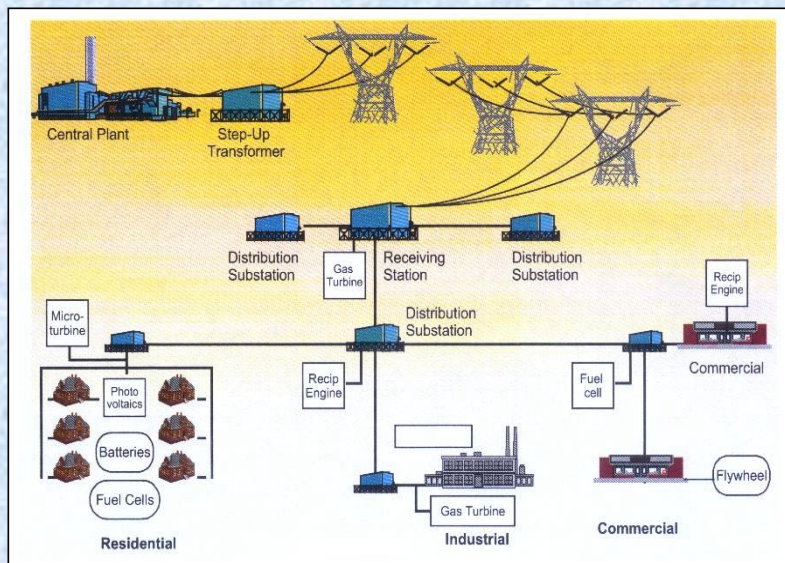 Central Plant
Step-Up
Transformer
Distribution
Substation
Gas
Turbine
Receiving
Station
Distribution
Substation
Recip
Engine
Micro-
turbine
Distribution
Substation
Commercial
Photo
voltaics
Recip
Engine
Fuel
cell
Batteries
Fuel Cells
Flywheel
Gas Turbine
Residential
Industrial
Commercial